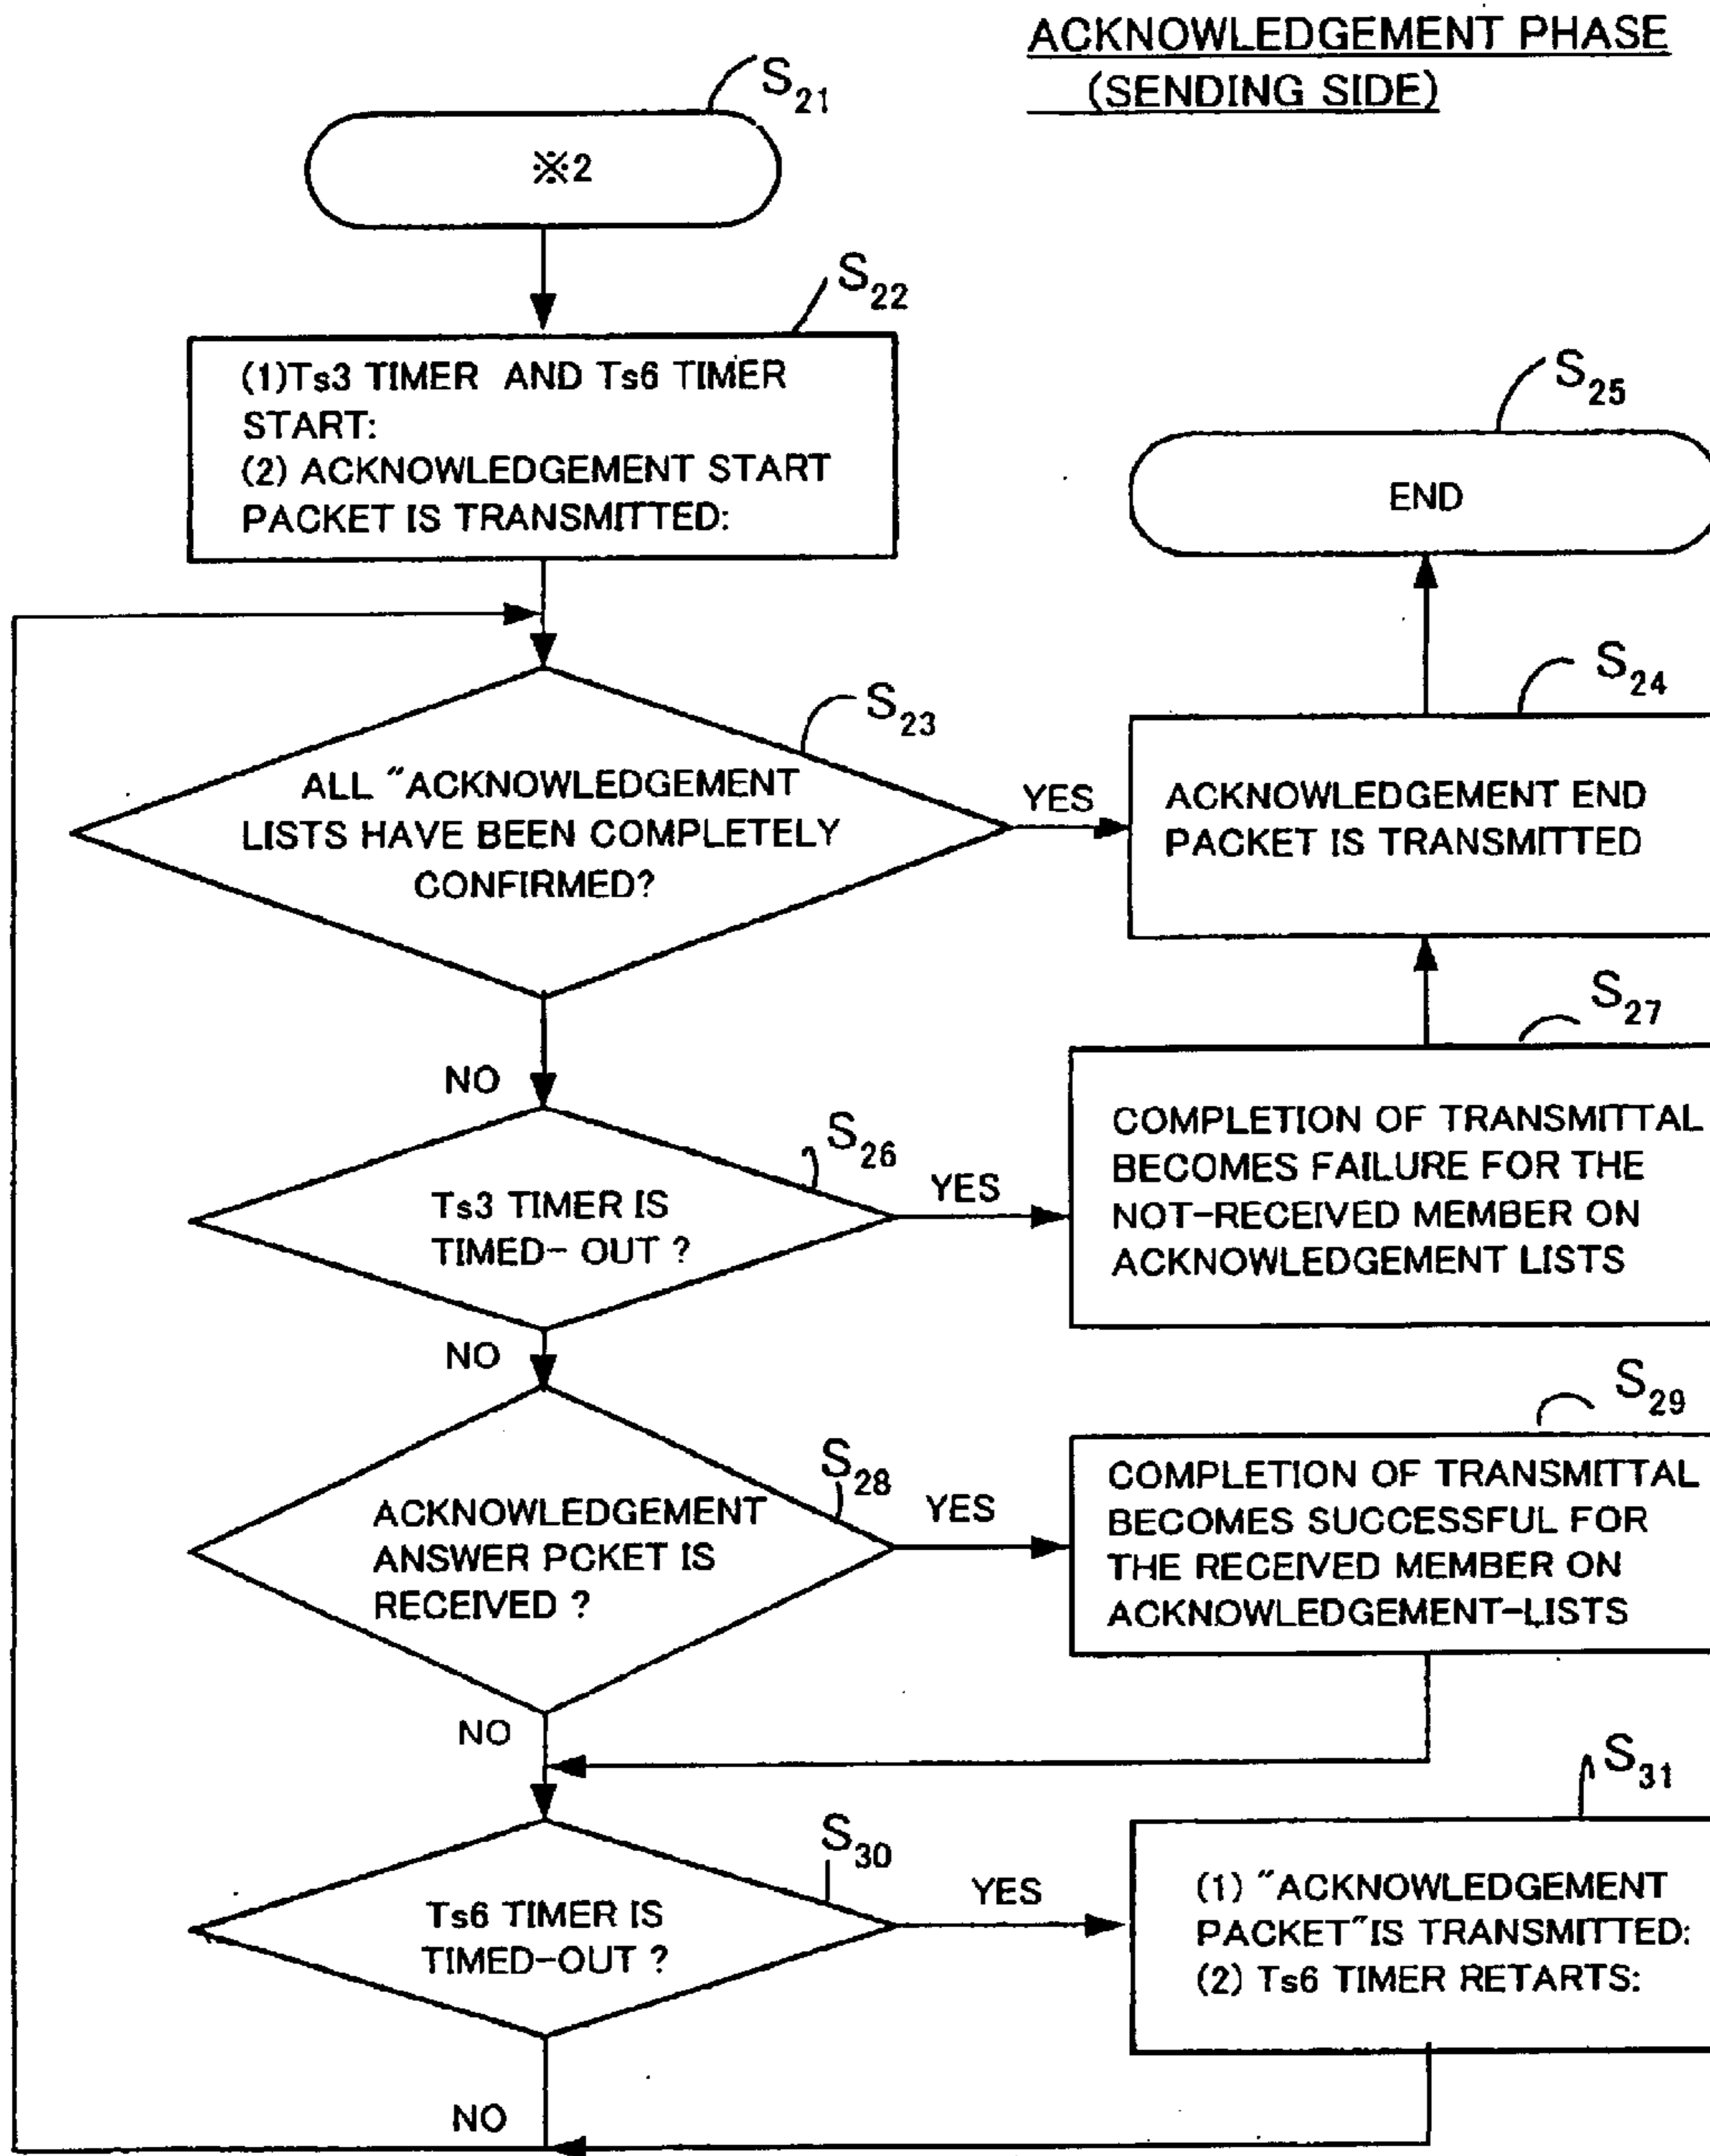 ACKNOWLEDGEMENT PHASE
(SENDING SIDE)
S21
※2
S22
(1)Ts3 TIMER AND Ts6 TIMER
START:
(2) ACKNOWLEDGEMENT START
PACKET IS TRANSMITTED:
S25
END
S23
ALL "ACKNOWLEDGEMENT
LISTS HAVE BEEN COMPLETELY
CONFIRMED?
YES
S24
ACKNOWLEDGEMENT END
PACKET IS TRANSMITTED
NO
S26
Ts3 TIMER IS
TIMED- OUT ?
YES
S27
COMPLETION OF TRANSMITTAL
BECOMES FAILURE FOR THE
NOT-RECEIVED MEMBER ON
ACKNOWLEDGEMENT LISTS
NO
S28
ACKNOWLEDGEMENT
ANSWER PCKET IS
RECEIVED ?
YES
S29
COMPLETION OF TRANSMITTAL
BECOMES SUCCESSFUL FOR
THE RECEIVED MEMBER ON
ACKNOWLEDGEMENT-LISTS
NO
S30
Ts6 TIMER IS
TIMED-OUT ?
YES
S31
(1) "ACKNOWLEDGEMENT
PACKET"IS TRANSMITTED:
(2) Ts6 TIMER RETARTS:
NO